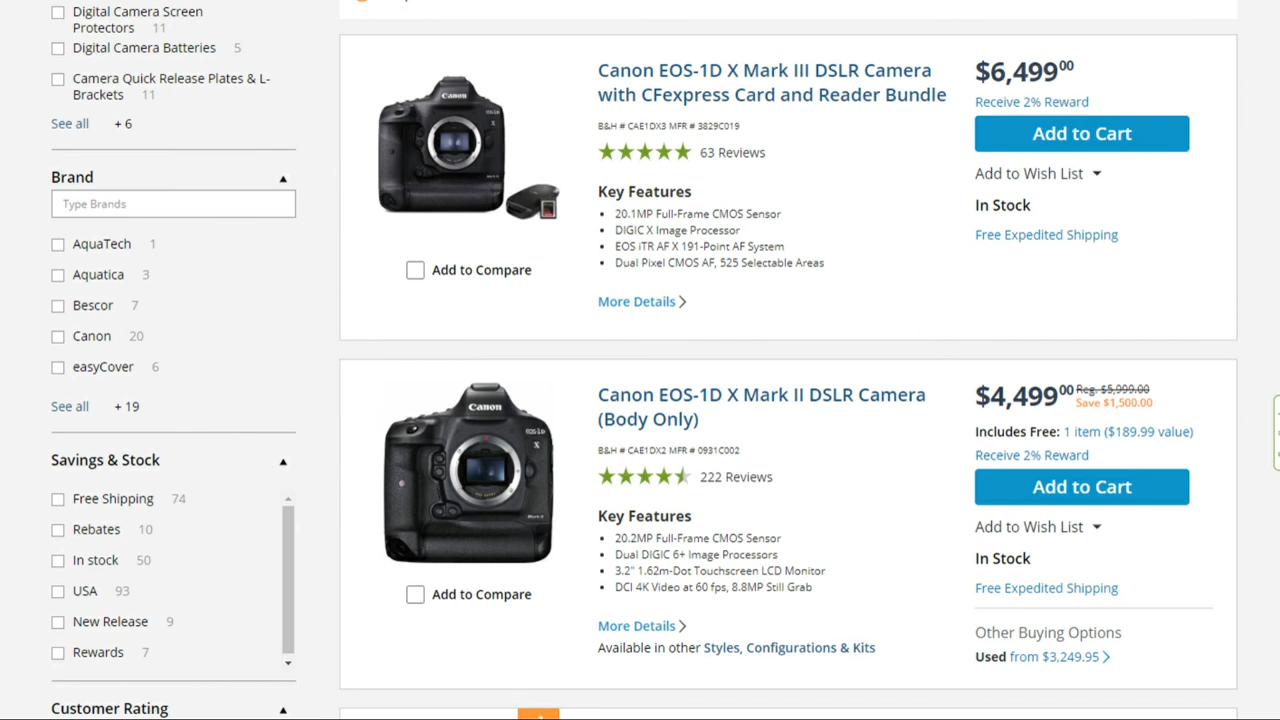 Digital Camera Screen
Protectors 11
Digital Camera Batteries 5
Camera Quick Release Plates & L-
Brackets 11
See all + 6
Brand
Type Brands
AquaTech 1
Aquatica 3
Bescor 7
Canon 20
easyCover 6
See all + 19
Savings & Stock
Free Shipping 74
Rebates 10
In stock 50
USA 93
New Release 9
Rewards 7
Customer Rating
Canon
Add to Compare
Canon EOS-1D X Mark III DSLR Camera
with CFexpress Card and Reader Bundle
B&H # CAE1DX3 MFR # 3829C019
63 Reviews
Key Features
20.1MP Full-Frame CMOS Sensor
DIGIC X Image Processor
EOS iTR AF X 191-Point AF System
Dual Pixel CMOS AF, 525 Selectable Areas
More Details
$6,499 00
Receive 2% Reward
Add to Cart
Add to Wish List
In Stock
Free Expedited Shipping
Canon
EOS-1D
X
Mark II
Add to Compare
Canon EOS-1D X Mark II DSLR Camera
(Body Only)
B&H # CAE1DX2 MFR # 0931C002
222 Reviews
Key Features
20.2MP Full-Frame CMOS Sensor
Dual DIGIC 6+ Image Processors
3.2" 1.62m-Dot Touchscreen LCD Monitor
DCI 4K Video at 60 fps, 8.8MP Still Grab
More Details
Available in other Styles, Configurations & Kits
$4,499 00 Reg. $5,999.00
Save $1,500.00
Includes Free: 1 item ($189.99 value)
Receive 2% Reward
Add to Cart
Add to Wish List
In Stock
Free Expedited Shipping
Other Buying Options
Used from $3,249.95